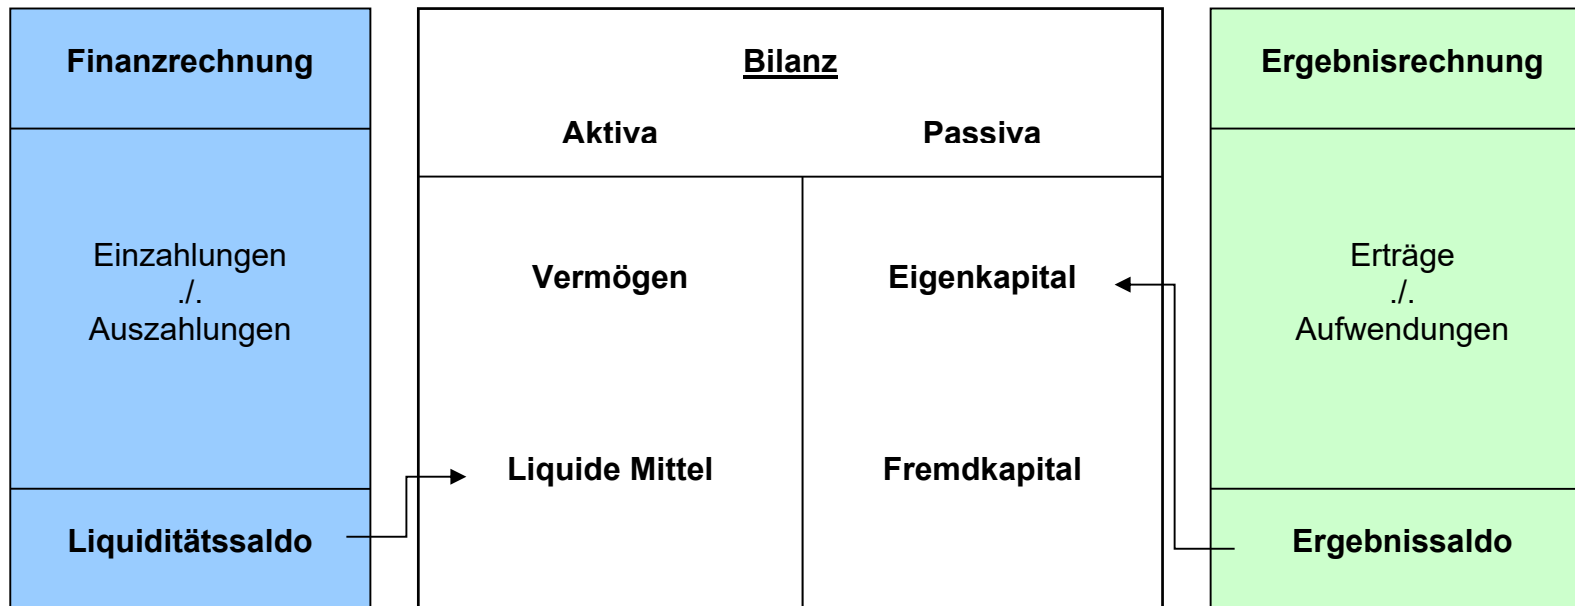 Finanzrechnung
Einzahlungen
./.
Auszahlungen
Liquiditätssaldo
Bilanz
Aktiva Passiva
Vermögen Eigenkapital
Liquide Mittel Fremdkapital
Ergebnisrechnung
Erträge
./.
Aufwendungen
Ergebnissaldo